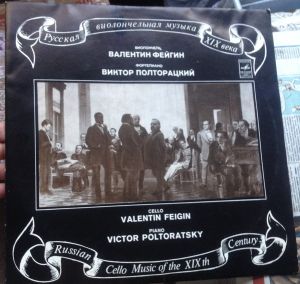 Русская виолончельная музыка XIX века
ВИОЛОНЧЕЛЬ
ВАЛЕНТИН ФЕЙГИН
ФОРТЕПИАНО
ВИКТОР ПОЛТОРАЦКИЙ
CELLO
VALENTIN FEIGIN
PIANO
VICTOR POLTORATSKY
Russian Cello Music of the XIXth Century